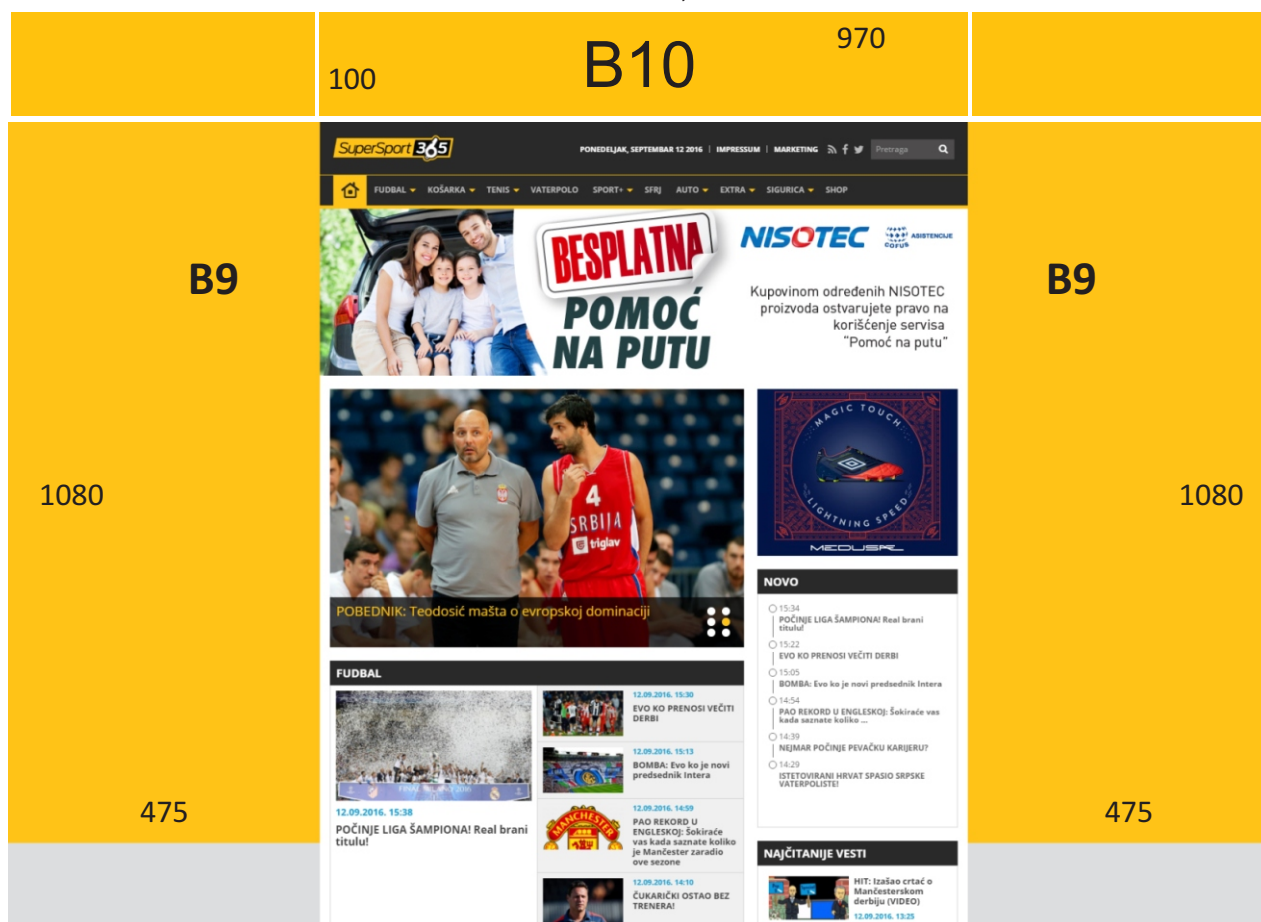 970
100
B10
SuperSport 365
PONEDELJAK, SEPTEMBAR 12 2016 | IMPRESSUM | MARKETING
Pretraga
FUDBAL KOŠARKA TENIS VATERPOLO SPORT+ SFRJ AUTO EXTRA SIGURICA SHOP
B9
B9
1080
1080
475
475
BESPLATNA
POMOĆ
NA PUTU
NISOTEC
COFUS
ASISTENCIJE
Kupovinom određenih NISOTEC
proizvoda ostvarujete pravo na
korišćenje servisa
"Pomoć na putu"
4
SRBIJA
triglav
POBEDNIK: Teodosić mašta o evropskoj dominaciji
MAGIC TOUCH
LIGHTNING SPEED
MEDUSÆ
NOVO
15:34
POČINJE LIGA ŠAMPIONA! Real brani
titulu!
15:22
EVO KO PRENOSI VEČITI DERBI
15:05
BOMBA: Evo ko je novi predsednik Intera
14:54
PAO REKORD U ENGLESKOJ: Šokiraće vas
kada saznate koliko ...
14:39
NEJMAR POČINJE PEVAČKU KARIJERU?
14:29
ISTETOVIRANI HRVAT SPASIO SRPSKE
VATERPOLISTE!
FUDBAL
FINAL MILANO 2016
12.09.2016. 15:38
POČINJE LIGA ŠAMPIONA! Real brani
titulu!
12.09.2016. 15:30
EVO KO PRENOSI VEČITI
DERBI
12.09.2016. 15:13
BOMBA: Evo ko je novi
predsednik Intera
MANCHESTER
12.09.2016. 14:59
PAO REKORD U
ENGLESKOJ: Šokiraće
vas kada saznate koliko
je Mančester zaradio
ove sezone
12.09.2016. 14:10
ČUKARIČKI OSTAO BEZ
TRENERA!
NAJČITANIJE VESTI
HIT: Izašao crtać o
Mančesterskom
derbiju (VIDEO)
12.09.2016. 13:25